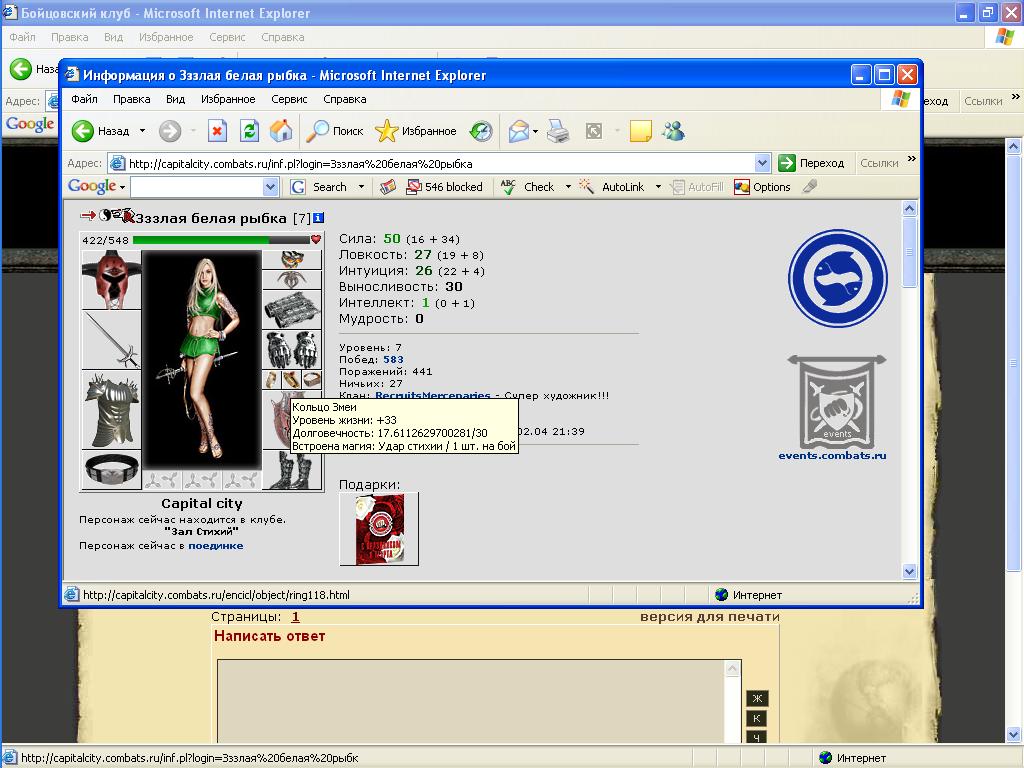 Бойцовский клуб - Microsoft Internet Explorer
Файл Правка Вид Избранное Сервис Справка
Наза
Адрес:
еход Ссылки »
Google
Информация о Зззлая белая рыбка - Microsoft Internet Explorer
Файл Правка Вид Избранное Сервис Справка
Назад Поиск Избранное
Адрес: http://capitalcity.combats.ru/inf.pl?login=Зззлая%20белая%20рыбка Переход Ссылки »
Google G Search 546 blocked ABC Check AutoLink AutoFill Options
Зззлая белая рыбка [7] i
422/548
Сила: 50 (16 + 34)
Ловкость: 27 (19 + 8)
Интуиция: 26 (22 + 4)
Выносливость: 30
Интеллект: 1 (0 + 1)
Мудрость: 0
Уровень: 7
Побед: 583
Поражений: 441
Ничьих: 27
Клан: RecruitsMercenaries - Супер художник!!!
Кольцо Змеи
Уровень жизни: +33
Долговечность: 17.6112629700281/30
Встроена магия: Удар стихии / 1 шт. на бой
02.04 21:39
events
events.combats.ru
Подарки:
Capital city
Персонаж сейчас находится в клубе.
"Зал Стихий"
Персонаж сейчас в поединке
http://capitalcity.combats.ru/encicl/object/ring118.html Интернет
Страницы: 1 версия для печати
Написать ответ
Ж
К
Ч
http://capitalcity.combats.ru/inf.pl?login=Зззлая%20белая%20рыбк Интернет